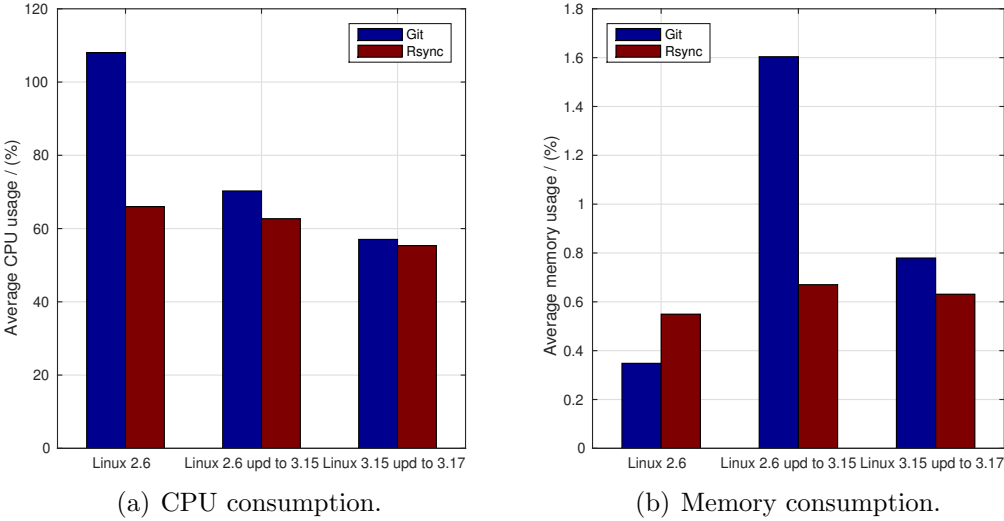 120
100
80
60
40
20
0
Average CPU usage / (%)
Git
Rsync
Linux 2.6
Linux 2.6 upd to 3.15
Linux 3.15 upd to 3.17
(a) CPU consumption.
1.8
1.6
1.4
1.2
1
0.8
0.6
0.4
0.2
0
Average memory usage / (%)
Git
Rsync
Linux 2.6
Linux 2.6 upd to 3.15
Linux 3.15 upd to 3.17
(b) Memory consumption.